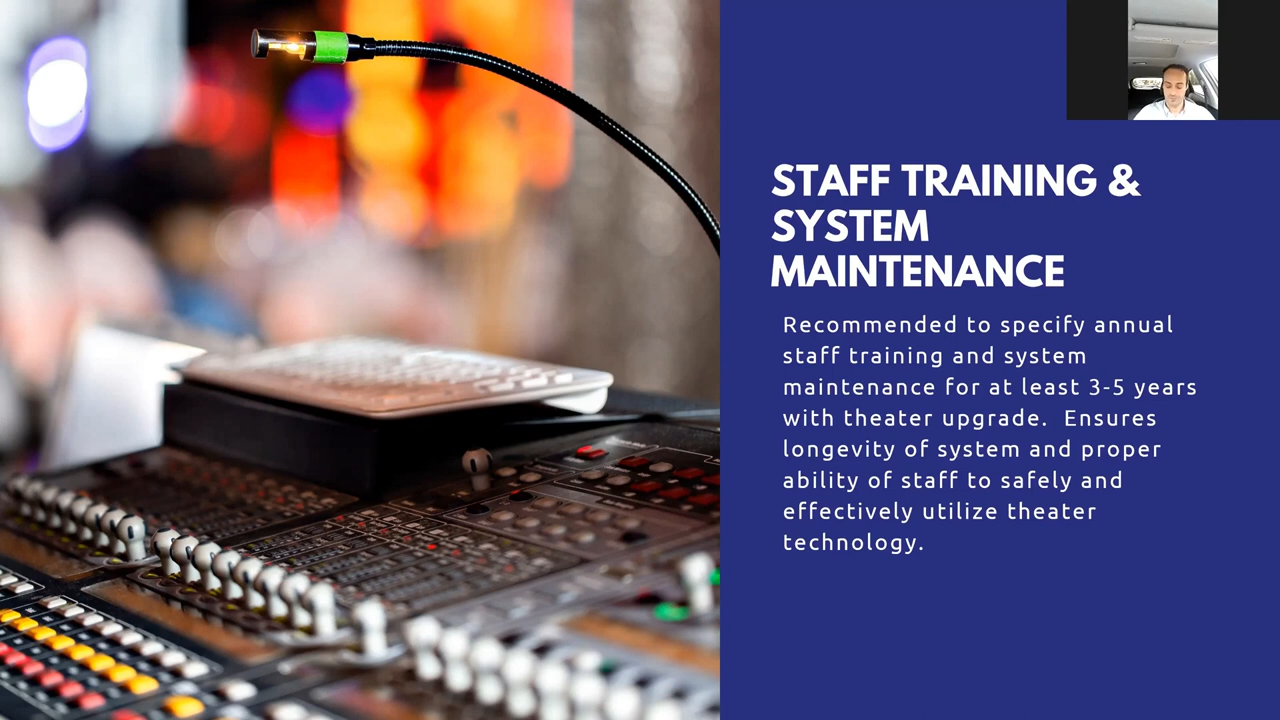 STAFF TRAINING &
SYSTEM
MAINTENANCE
Recommended to specify annual
staff training and system
maintenance for at least 3-5 years
with theater upgrade.  Ensures
longevity of system and proper
ability of staff to safely and
effectively utilize theater
technology.